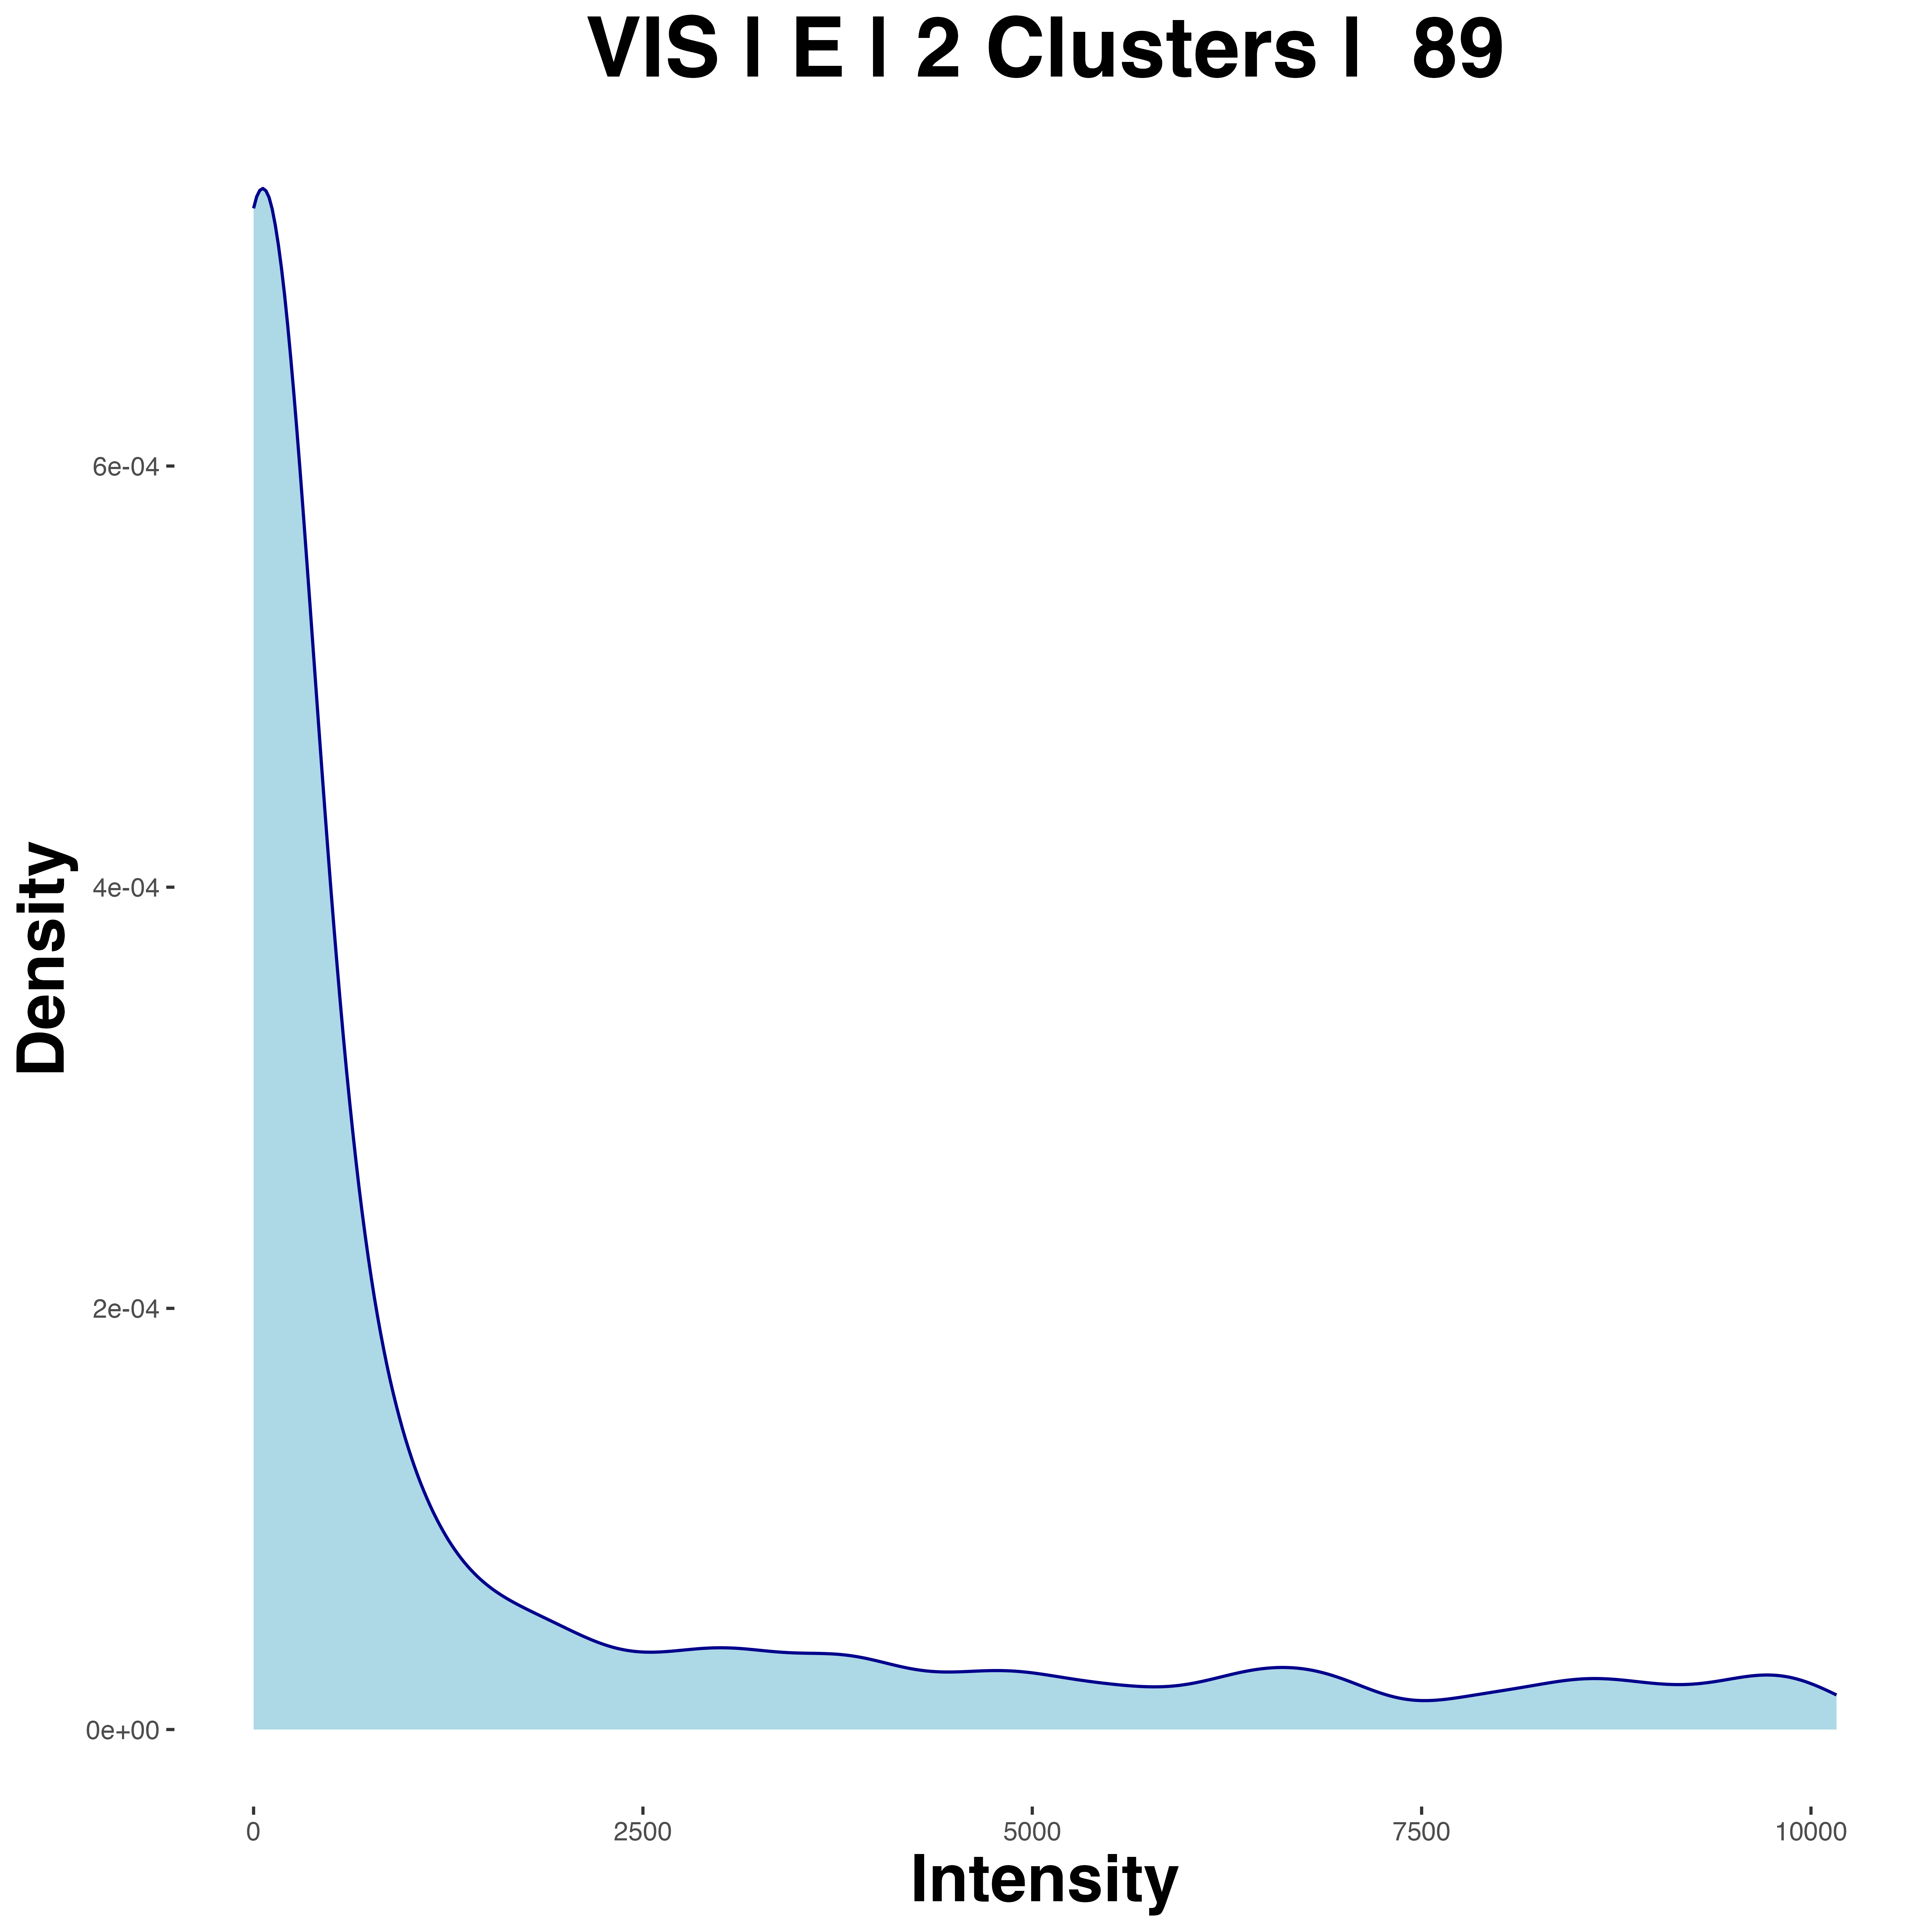 VIS | E | 2 Clusters | 89
Density
6e-04
4e-04
2e-04
0e+00
0 2500 5000 7500 10000
Intensity